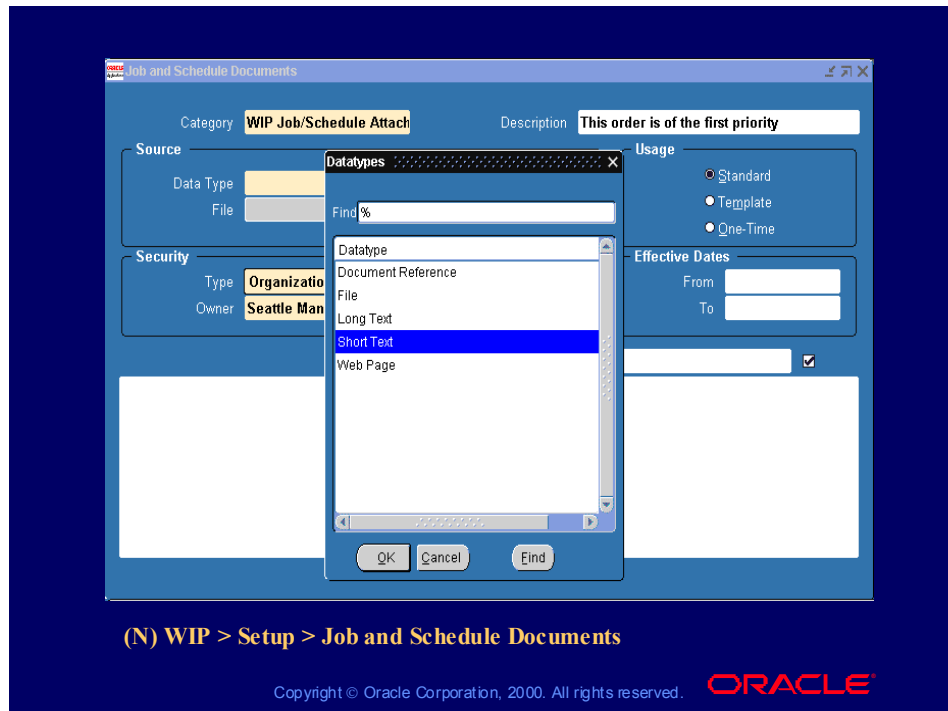 Job and Schedule Documents
Category WIP Job/Schedule Attach
Description This order is of the first priority
Source
Data Type
File
Security
Type Organizatio
Owner Seattle Man
Datatypes
Find %
Datatype
Document Reference
File
Long Text
Short Text
Web Page
OK Cancel Find
Usage
Standard
Template
One-Time
Effective Dates
From
To
(N) WIP > Setup > Job and Schedule Documents
Copyright © Oracle Corporation, 2000. All rights reserved.
ORACLE®